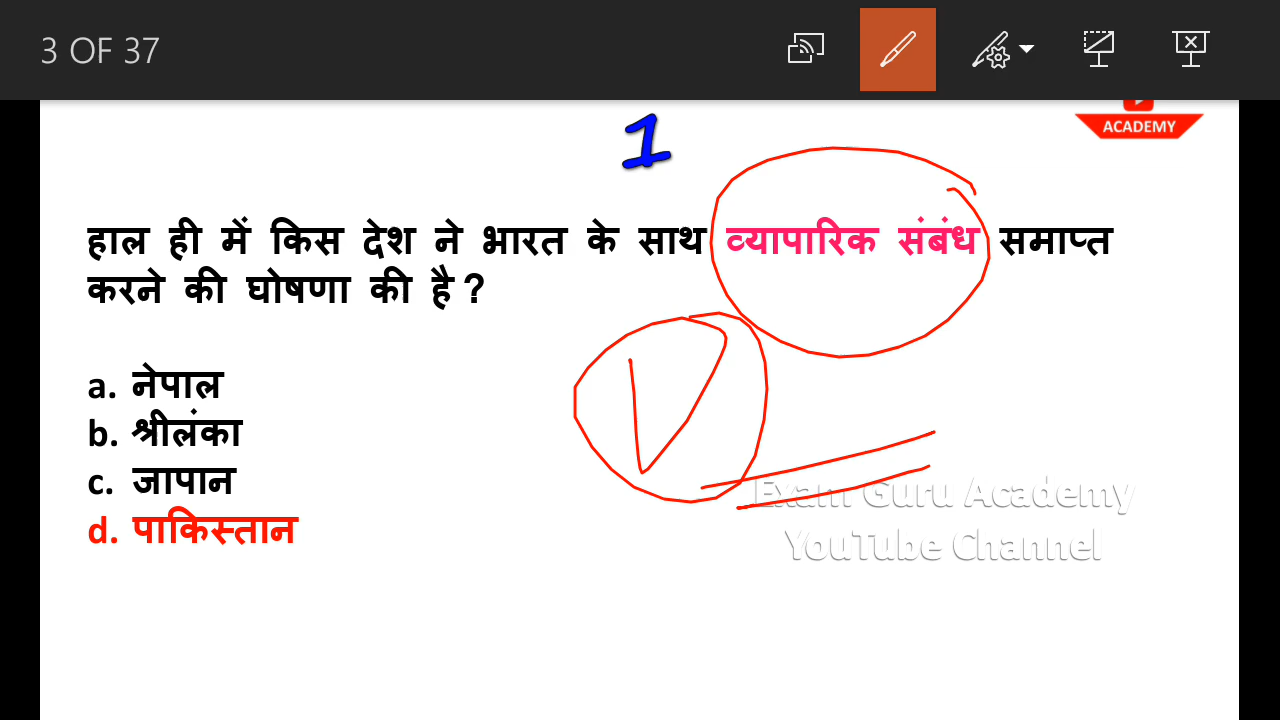 3 OF 37
ACADEMY
1
हाल ही में किस देश ने भारत के साथ व्यापारिक संबंध समाप्त
करने की घोषणा की है ?
a. नेपाल
b. श्रीलंका
c. जापान
d. पाकिस्तान
Exam Guru Academy
YouTube Channel